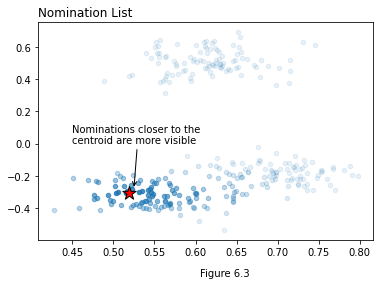 Nomination List
0.6
0.4
0.2
0.0
−0.2
−0.4
Nominations closer to the
centroid are more visible
0.45 0.50 0.55 0.60 0.65 0.70 0.75 0.80
Figure 6.3